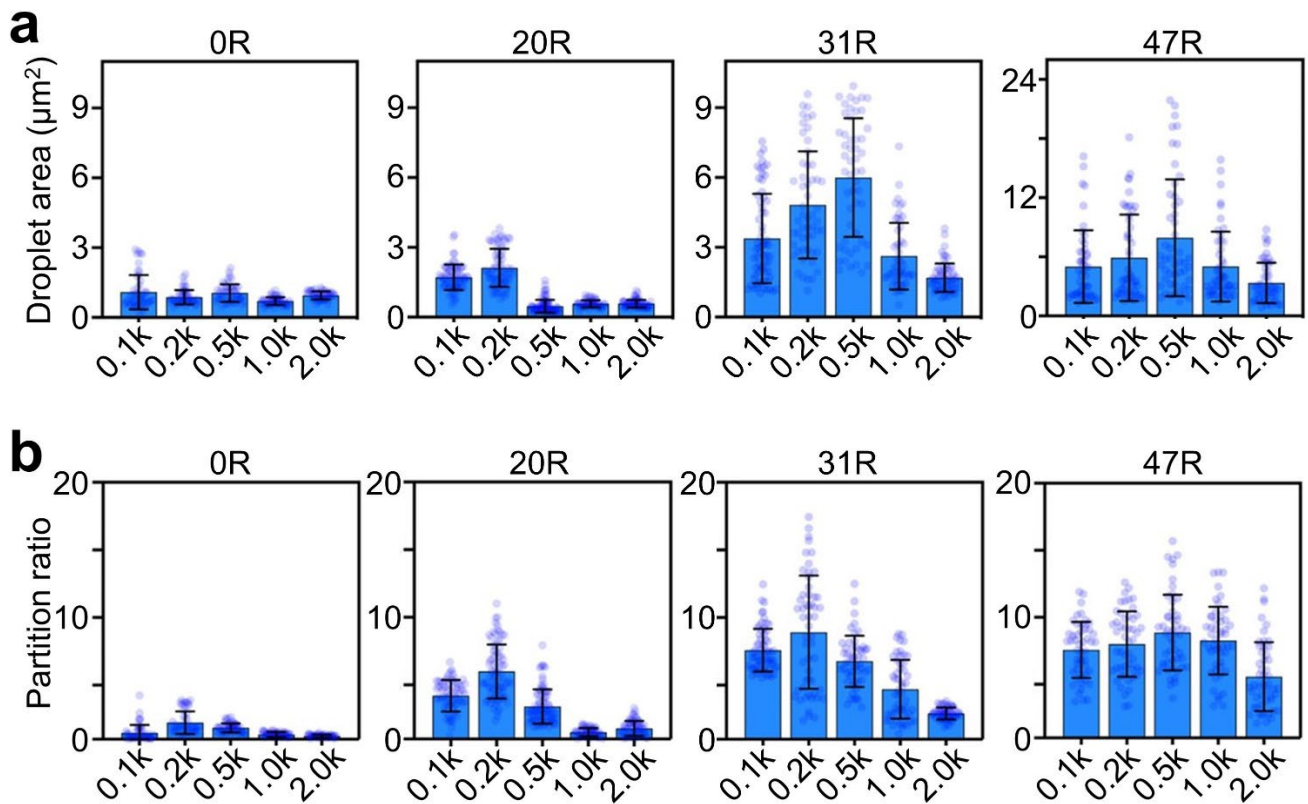 a
0R 20R 31R 47R
Droplet area (μm²)
9 9 9 24
6 6 6
3 3 3 12
0 0 0 0
0.1k 0.2k 0.5k 1.0k 2.0k 0.1k 0.2k 0.5k 1.0k 2.0k 0.1k 0.2k 0.5k 1.0k 2.0k 0.1k 0.2k 0.5k 1.0k 2.0k
b
0R 20R 31R 47R
Partition ratio
20 20 20 20
10 10 10 10
0 0 0 0
0.1k 0.2k 0.5k 1.0k 2.0k 0.1k 0.2k 0.5k 1.0k 2.0k 0.1k 0.2k 0.5k 1.0k 2.0k 0.1k 0.2k 0.5k 1.0k 2.0k